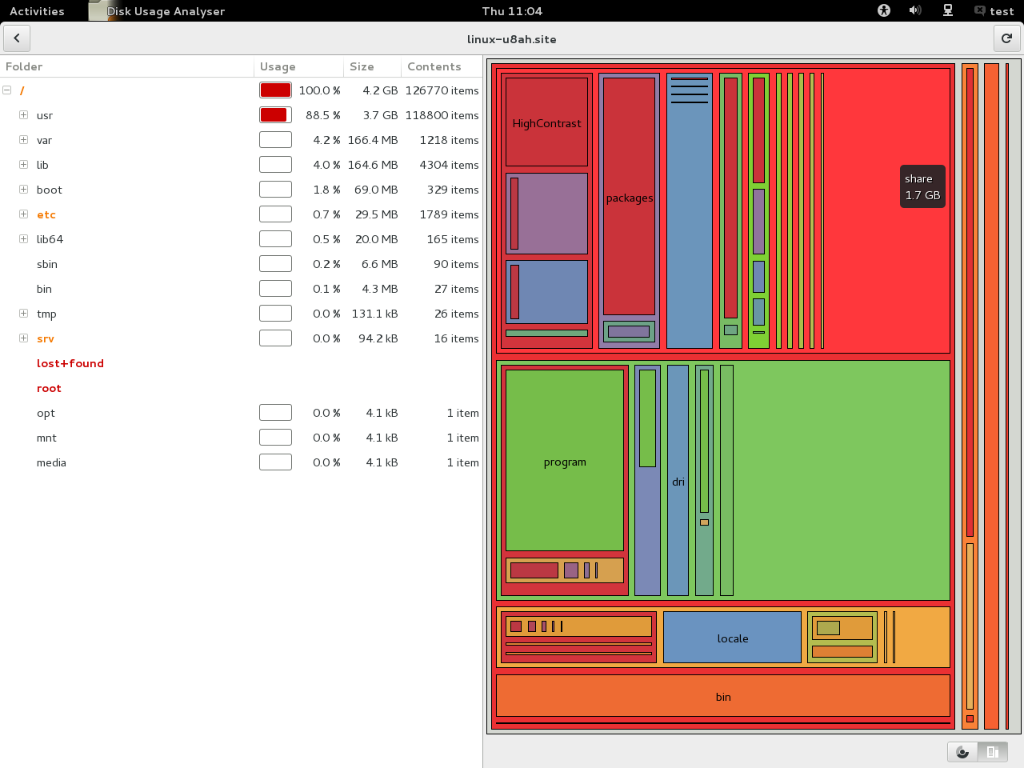 Activities Disk Usage Analyser Thu 11:04 test
linux-u8ah.site
Folder Usage Size Contents
/ 100.0 % 4.2 GB 126770 items
usr 88.5 % 3.7 GB 118800 items
var 4.2 % 166.4 MB 1218 items
lib 4.0 % 164.6 MB 4304 items
boot 1.8 % 69.0 MB 329 items
etc 0.7 % 29.5 MB 1789 items
lib64 0.5 % 20.0 MB 165 items
sbin 0.2 % 6.6 MB 90 items
bin 0.1 % 4.3 MB 27 items
tmp 0.0 % 131.1 kB 26 items
srv 0.0 % 94.2 kB 16 items
lost+found
root
opt 0.0 % 4.1 kB 1 item
mnt 0.0 % 4.1 kB 1 item
media 0.0 % 4.1 kB 1 item
HighContrast
packages
share
1.7 GB
program
dri
locale
bin